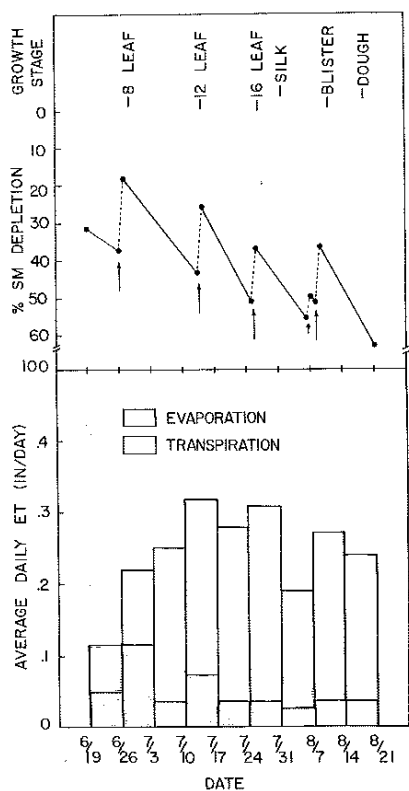 GROWTH STAGE
-8 LEAF
-12 LEAF
-16 LEAF
-SILK
-BLISTER
-DOUGH
% SM DEPLETION
0
10
20
30
40
50
60
100
EVAPORATION
TRANSPIRATION
AVERAGE DAILY ET (IN/DAY)
.4
.3
.2
.1
0
6/19
6/26
7/3
7/10
7/17
7/24
7/31
8/7
8/14
8/21
DATE